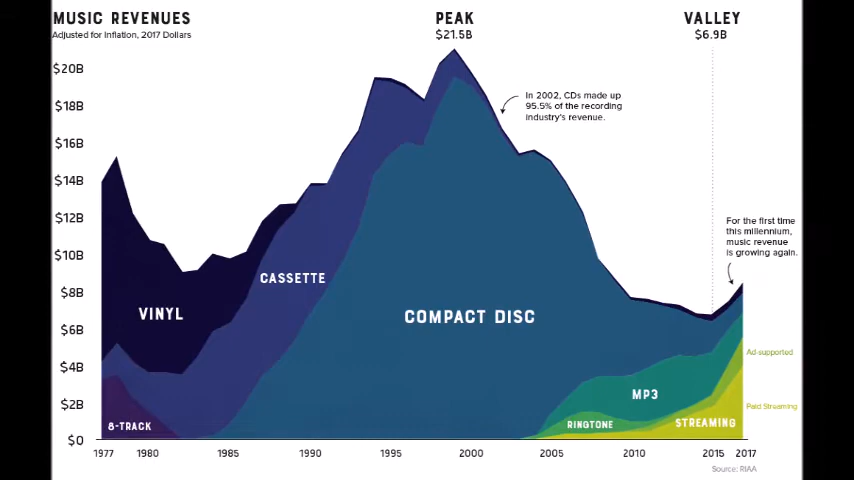 MUSIC REVENUES
Adjusted for Inflation, 2017 Dollars
PEAK
$21.5B
VALLEY
$6.9B
$20B
$18B
$16B
$14B
$12B
$10B
$8B
$6B
$4B
$2B
$0
In 2002, CDs made up
95.5% of the recording
industry's revenue.
For the first time
this millennium,
music revenue
is growing again.
VINYL
CASSETTE
COMPACT DISC
8-TRACK
MP3
RINGTONE
STREAMING
Ad-supported
Paid Streaming
1977 1980 1985 1990 1995 2000 2005 2010 2015 2017
Source: RIAA